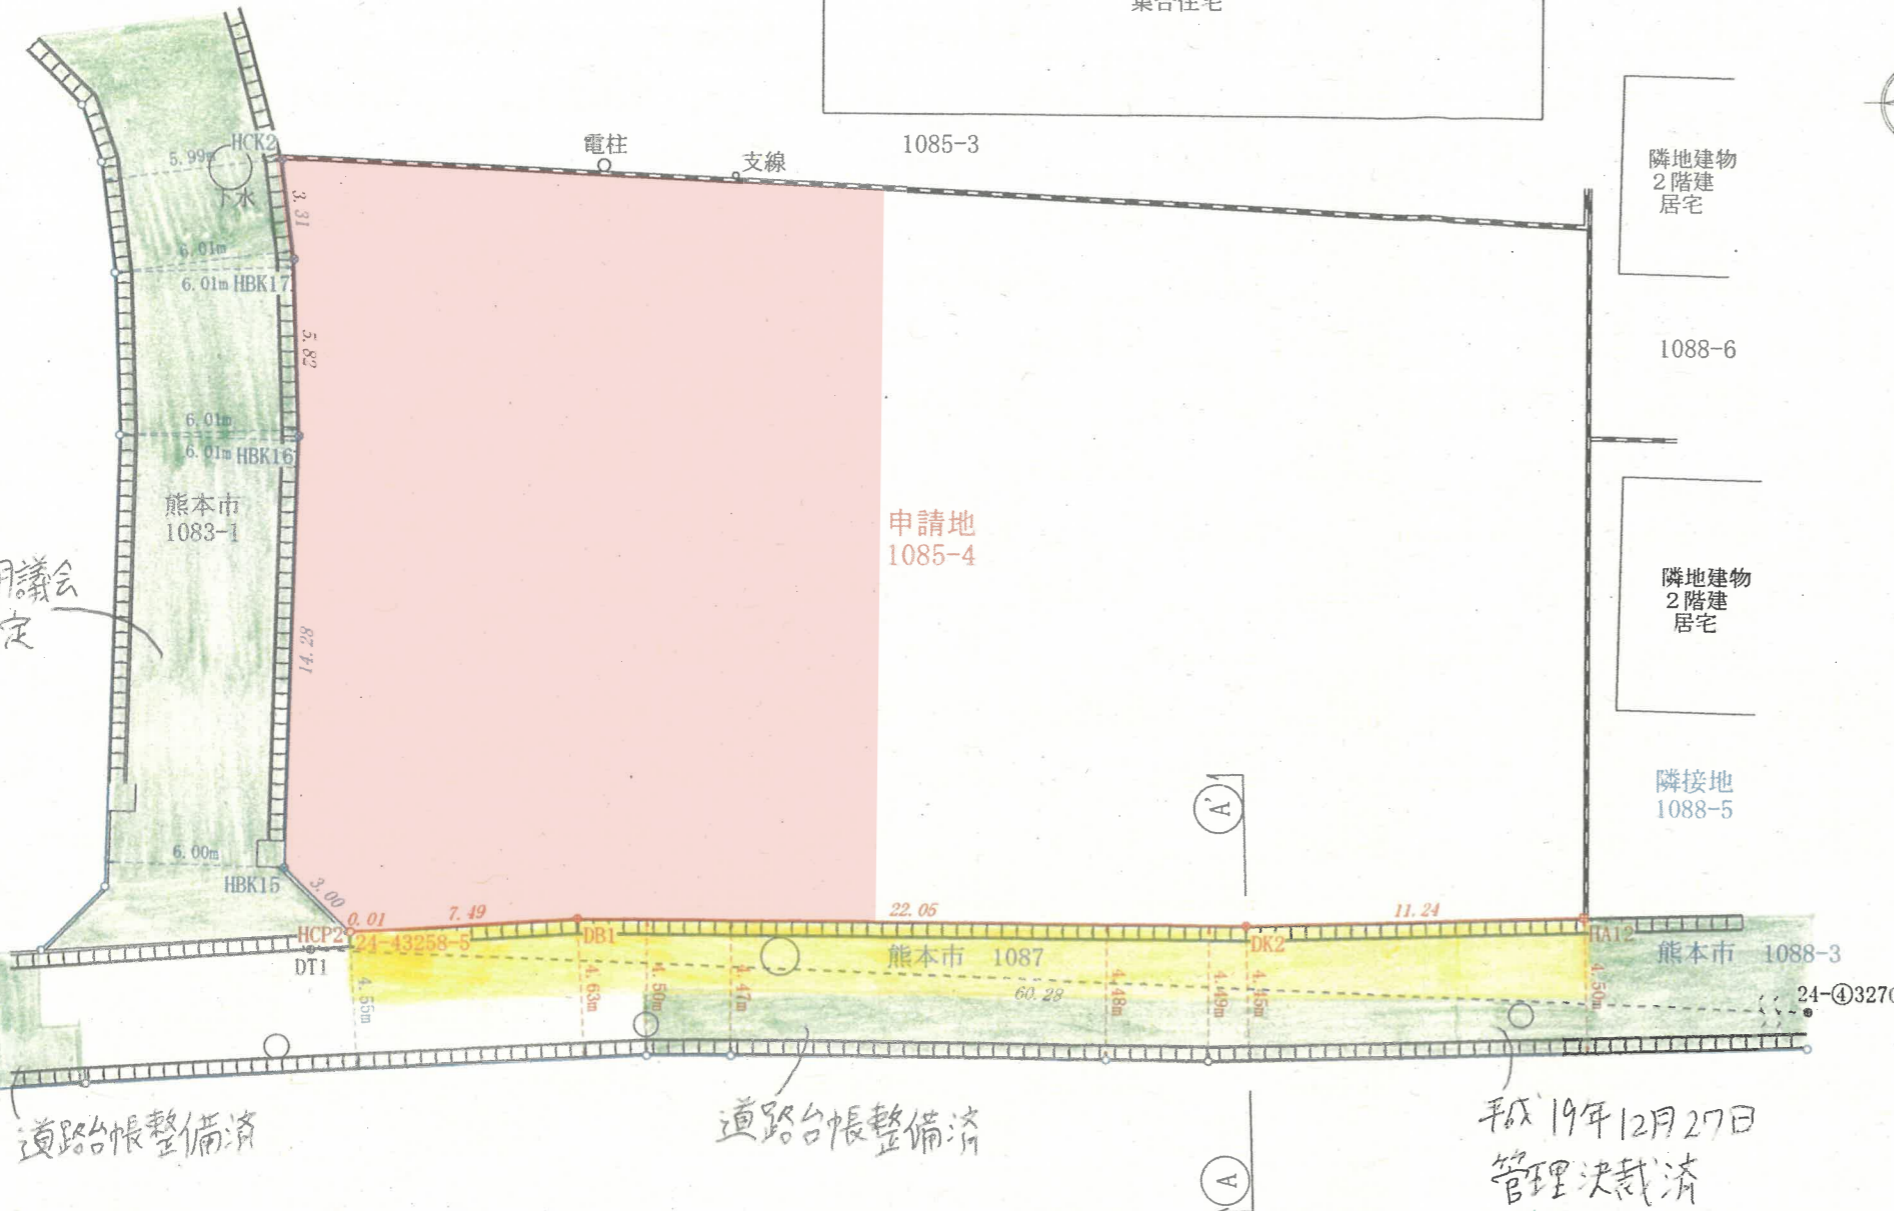 集合住宅
電柱
1085-3
支線
隣地建物
2階建
居宅
HCK2
5.99m
下水
3.31
6.01m
6.01m HBK17
5.82
1088-6
6.01m
6.01m HBK16
熊本市
1083-1
申請地
1085-4
議会
定
隣地建物
2階建
居宅
14.28
隣接地
1088-5
A'
6.00m
HBK15
3.00
0.01
7.49
22.05
11.24
HCP2
24-43258-5
DB1
DK2
HA12
DT1
熊本市 1087
熊本市 1088-3
4.55m
4.63m
4.50m
4.47m
60.28
4.48m
4.49m
4.45m
4.50m
24-④327
道路台帳整備済
道路台帳整備済
平成19年12月27日
管理決裁済
A